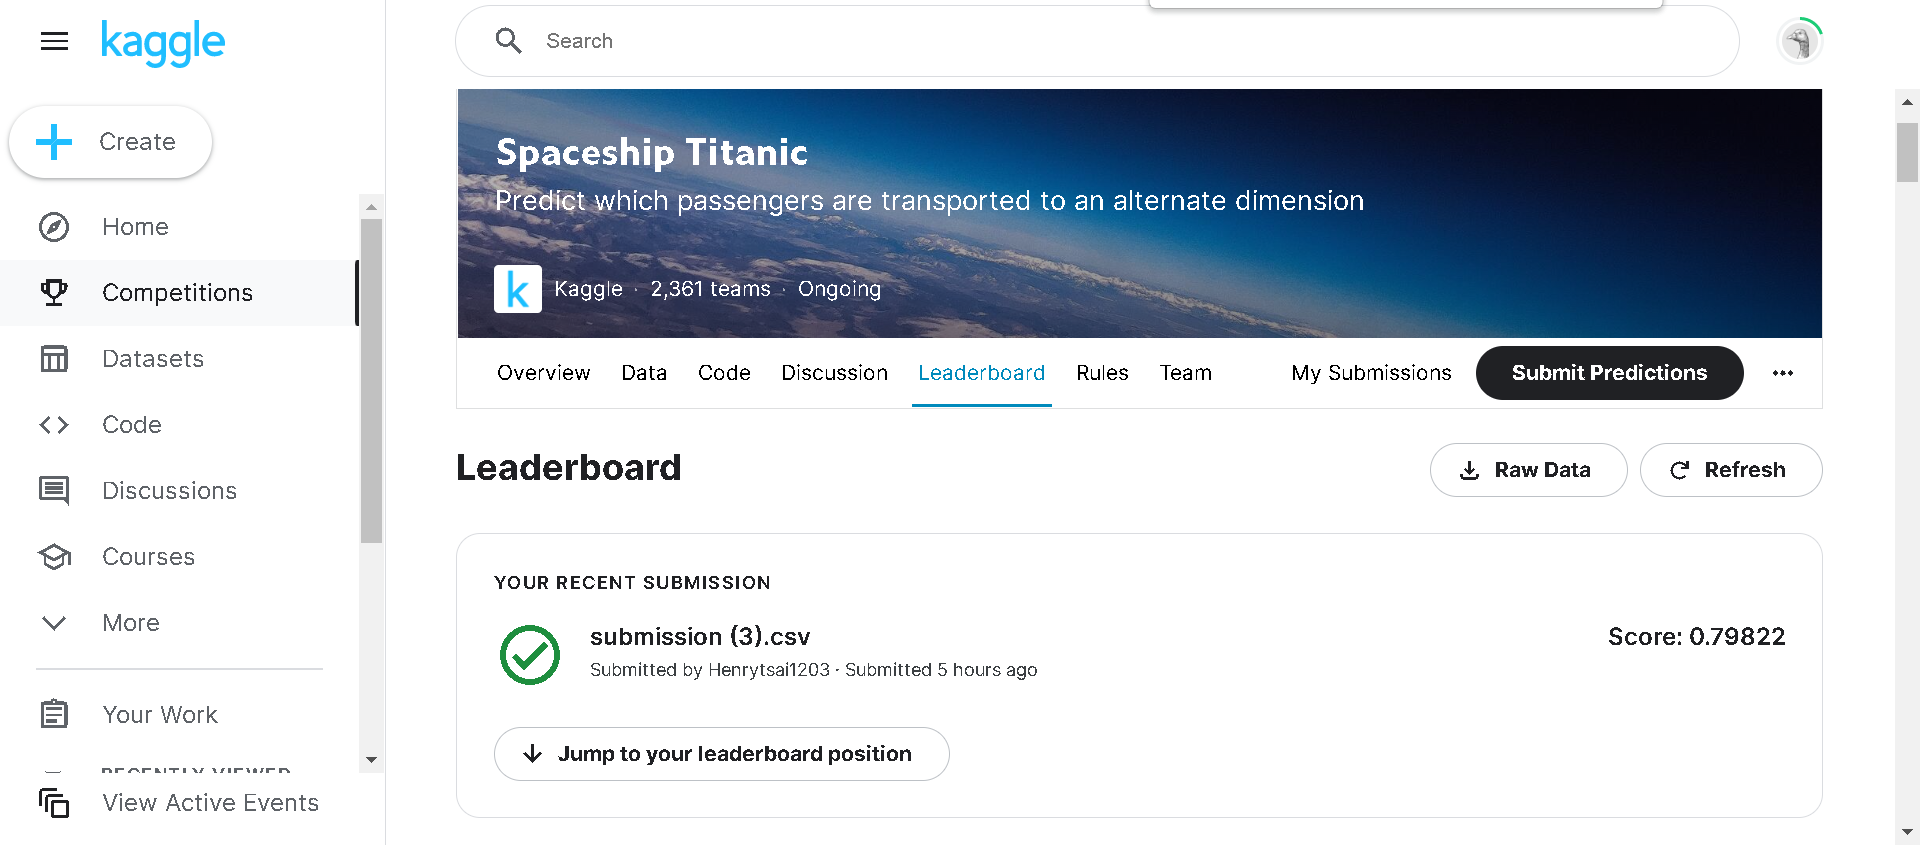 kaggle
Search
Create
Home
Competitions
Datasets
Code
Discussions
Courses
More
Your Work
RECENTLY VIEWED
View Active Events
Spaceship Titanic
Predict which passengers are transported to an alternate dimension
k
Kaggle · 2,361 teams · Ongoing
Overview Data Code Discussion Leaderboard Rules Team My Submissions Submit Predictions
Leaderboard
Raw Data Refresh
YOUR RECENT SUBMISSION
submission (3).csv
Score: 0.79822
Submitted by Henrytsai1203 · Submitted 5 hours ago
Jump to your leaderboard position